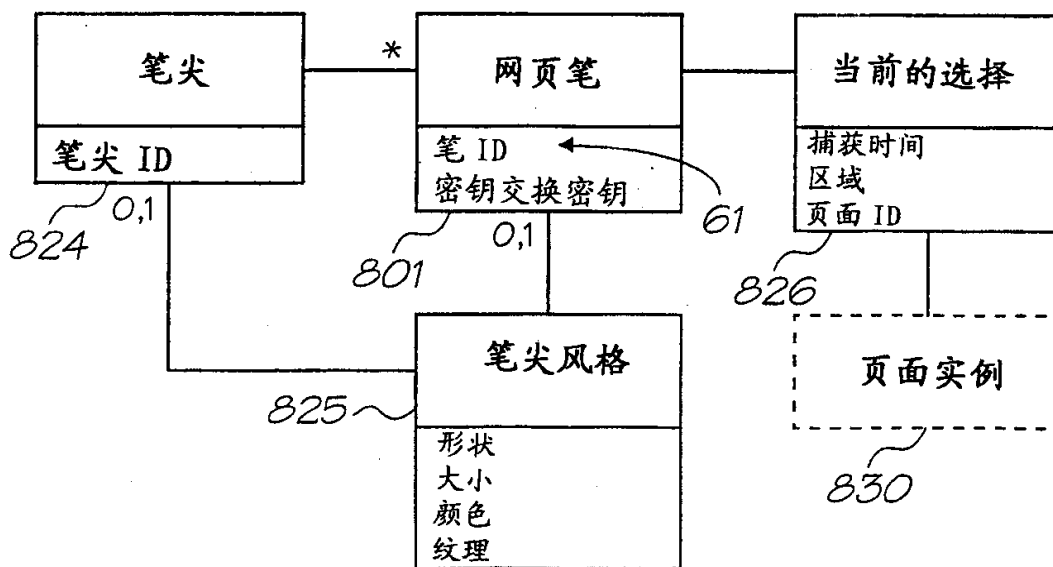 笔尖
笔尖 ID
824
0,1
*
网页笔
笔 ID
密钥交换密钥
801
0,1
61
当前的选择
捕获时间
区域
页面 ID
826
笔尖风格
形状
大小
颜色
纹理
825
页面实例
830